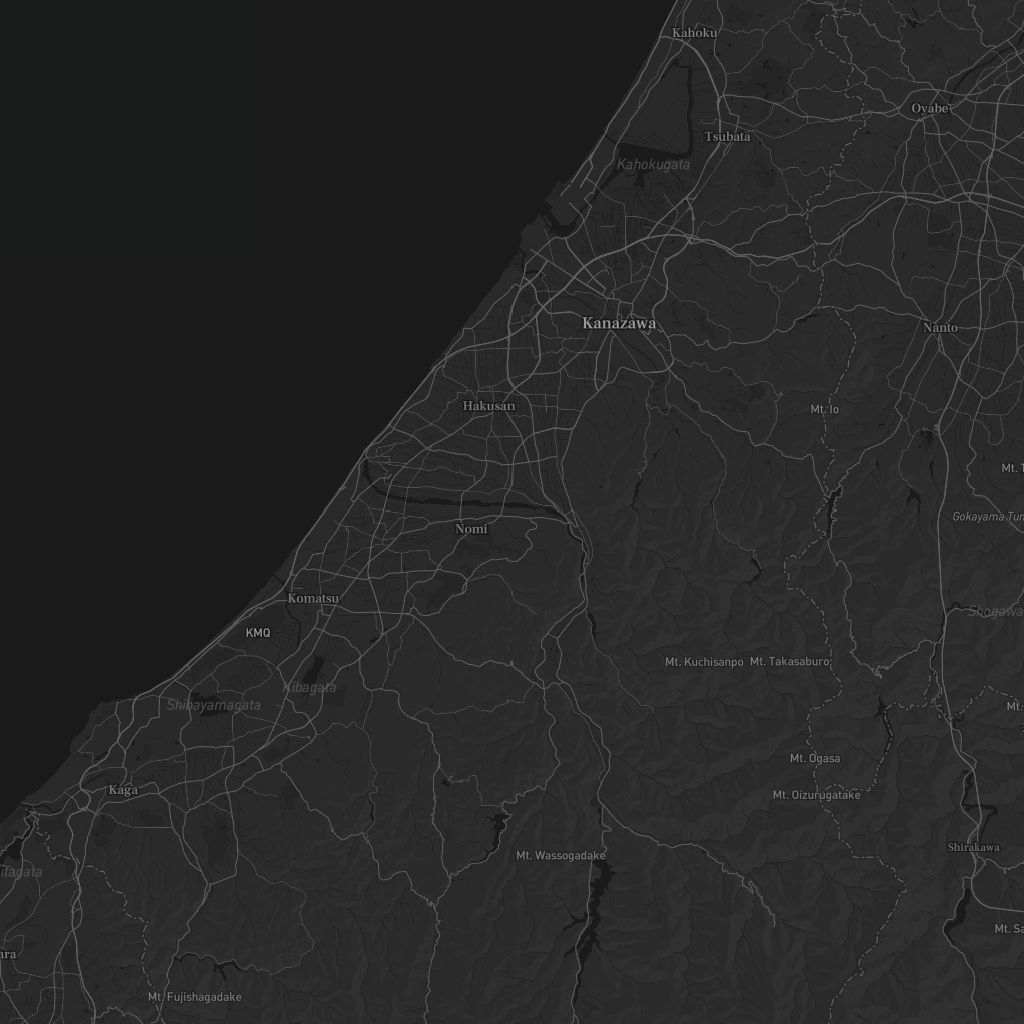 Kahoku
Oyabe
Tsubata
Kahokugata
Kanazawa
Nanto
Hakusan
Mt. Io
Mt. T
Gokayama Tun
Nomi
Komatsu
Shogawa
KMQ
Mt. Kuchisanpo
Mt. Takasaburo
Kibagata
Shibayamagata
Mt.
Mt. Ogasa
Kaga
Mt. Oizurugatake
Shirakawa
Mt. Wassogadake
itagata
Mt. Sa
ara
Mt. Fujishagadake